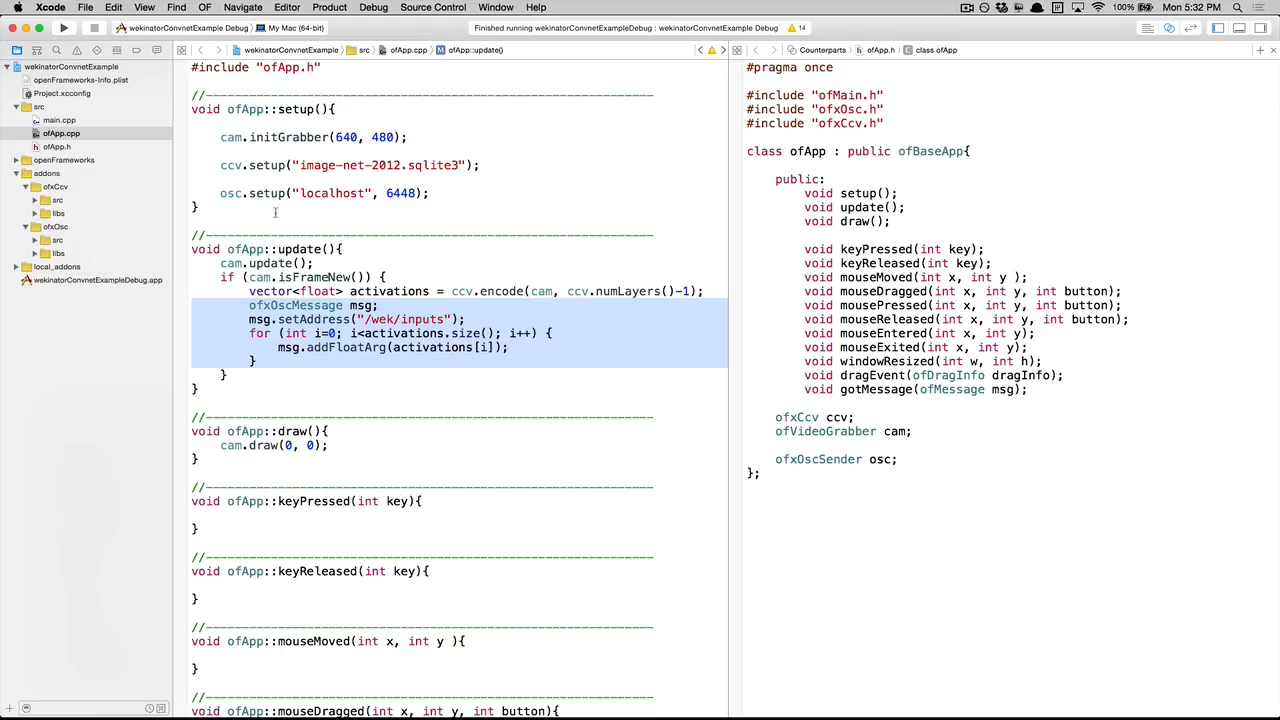 Xcode File Edit View Find OF Navigate Editor Product Debug Source Control Window Help 100% Mon 5:32 PM
wekinatorConvnetExample Debug My Mac (64-bit) Finished running wekinatorConvnetExampleDebug : wekinatorConvnetExample Debug 14
wekinatorConvnetExample src ofApp.cpp ofApp::update() Counterparts ofApp.h class ofApp
wekinatorConvnetExample
openFrameworks-Info.plist
Project.xcconfig
src
main.cpp
ofApp.cpp
ofApp.h
openFrameworks
addons
ofxCcv
src
libs
ofxOsc
src
libs
local_addons
wekinatorConvnetExampleDebug.app
#include "ofApp.h"
//--------------------------------------------------------------
void ofApp::setup(){
cam.initGrabber(640, 480);
ccv.setup("image-net-2012.sqlite3");
osc.setup("localhost", 6448);
}
//--------------------------------------------------------------
void ofApp::update(){
cam.update();
if (cam.isFrameNew()) {
vector<float> activations = ccv.encode(cam, ccv.numLayers()-1);
ofxOscMessage msg;
msg.setAddress("/wek/inputs");
for (int i=0; i<activations.size(); i++) {
msg.addFloatArg(activations[i]);
}
}
}
//--------------------------------------------------------------
void ofApp::draw(){
cam.draw(0, 0);
}
//--------------------------------------------------------------
void ofApp::keyPressed(int key){
}
//--------------------------------------------------------------
void ofApp::keyReleased(int key){
}
//--------------------------------------------------------------
void ofApp::mouseMoved(int x, int y ){
}
//--------------------------------------------------------------
void ofApp::mouseDragged(int x, int y, int button){
#pragma once
#include "ofMain.h"
#include "ofxOsc.h"
#include "ofxCcv.h"
class ofApp : public ofBaseApp{
public:
void setup();
void update();
void draw();
void keyPressed(int key);
void keyReleased(int key);
void mouseMoved(int x, int y );
void mouseDragged(int x, int y, int button);
void mousePressed(int x, int y, int button);
void mouseReleased(int x, int y, int button);
void mouseEntered(int x, int y);
void mouseExited(int x, int y);
void windowResized(int w, int h);
void dragEvent(ofDragInfo dragInfo);
void gotMessage(ofMessage msg);
ofxCcv ccv;
ofVideoGrabber cam;
ofxOscSender osc;
};